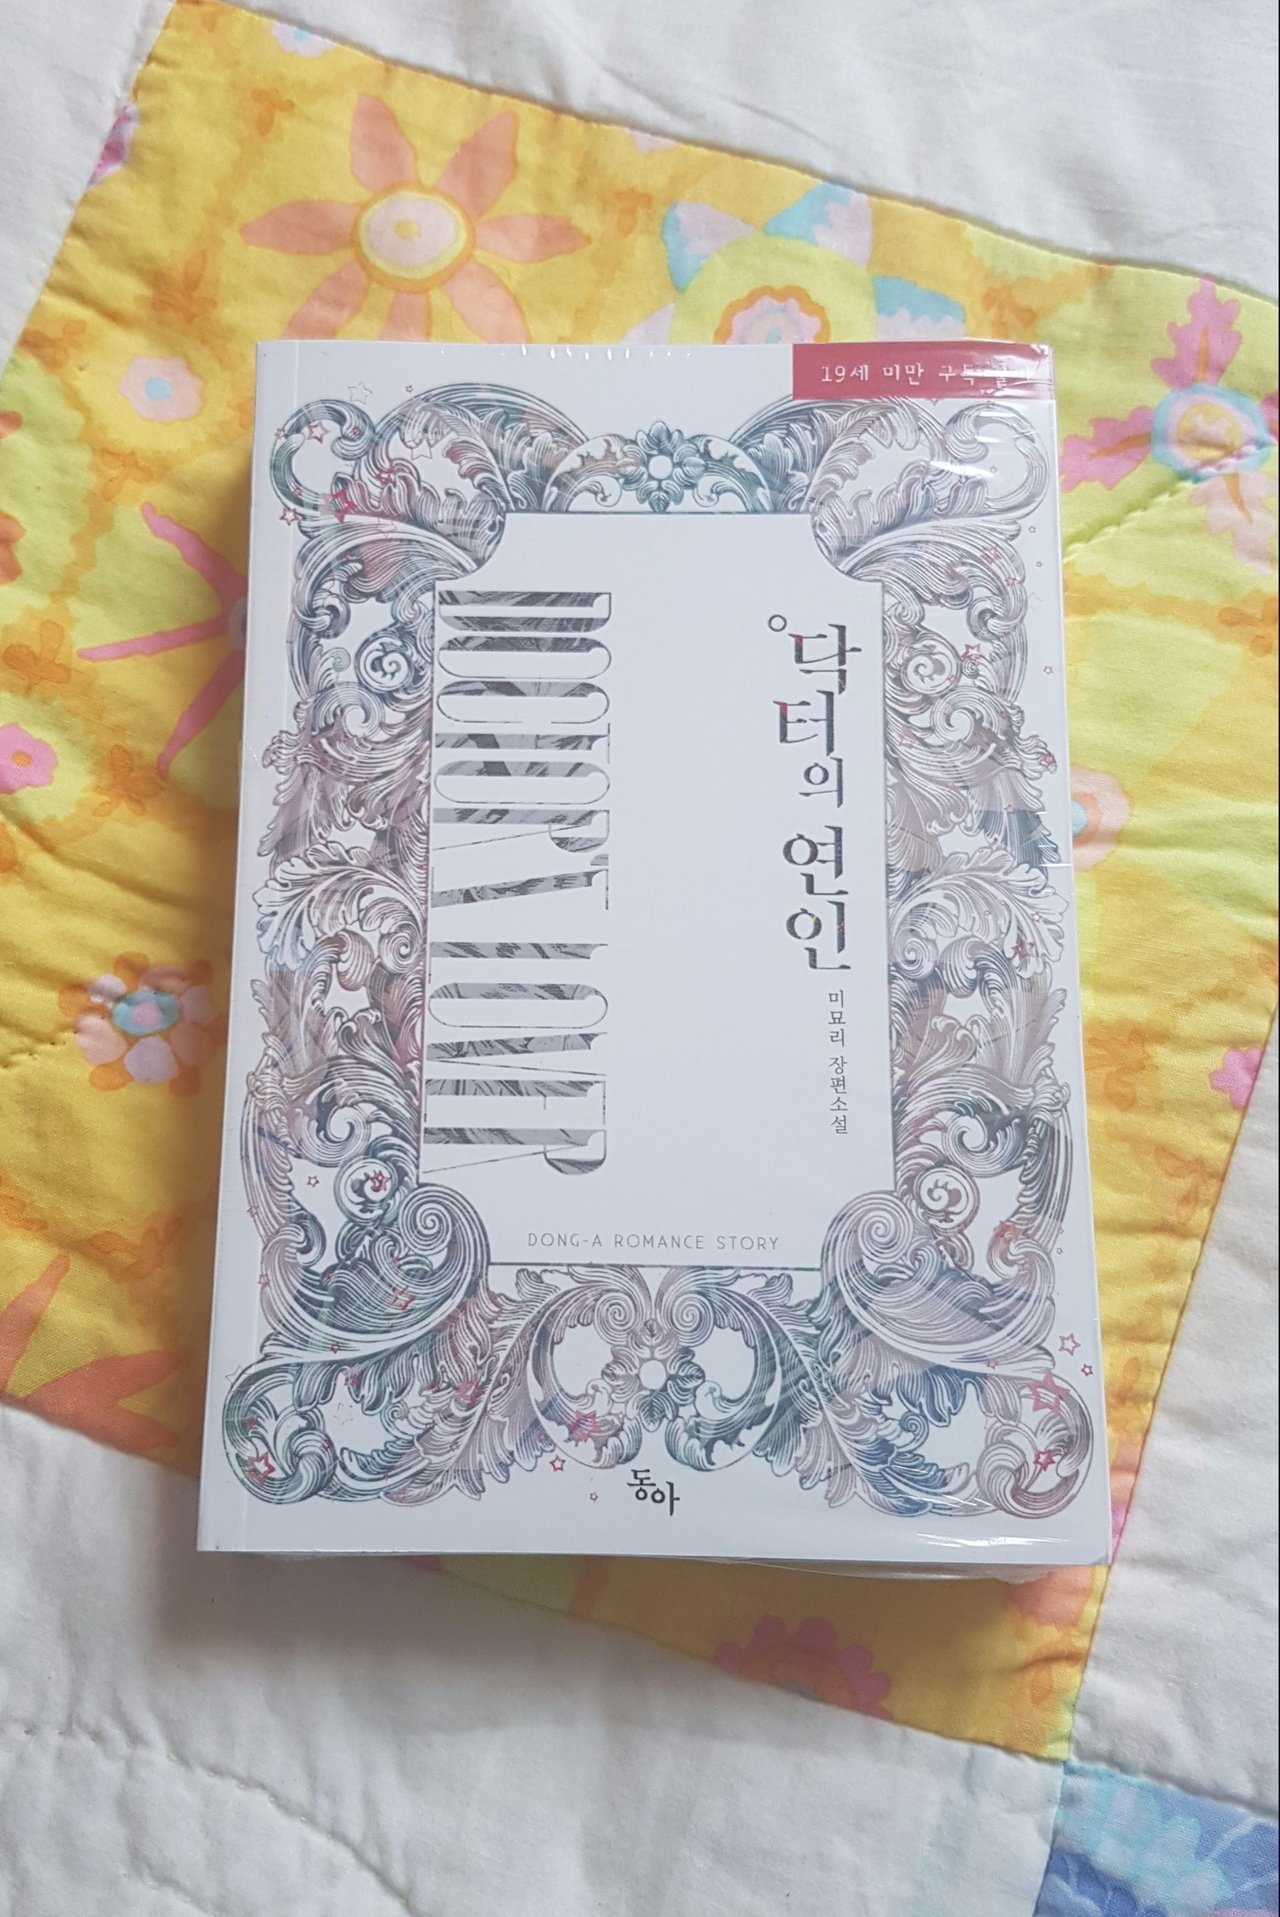 19세 미만 구독 불
닥터의 연인
미묘리 장편소설
DOCTOR'S LOVER
DONG-A ROMANCE STORY
동아